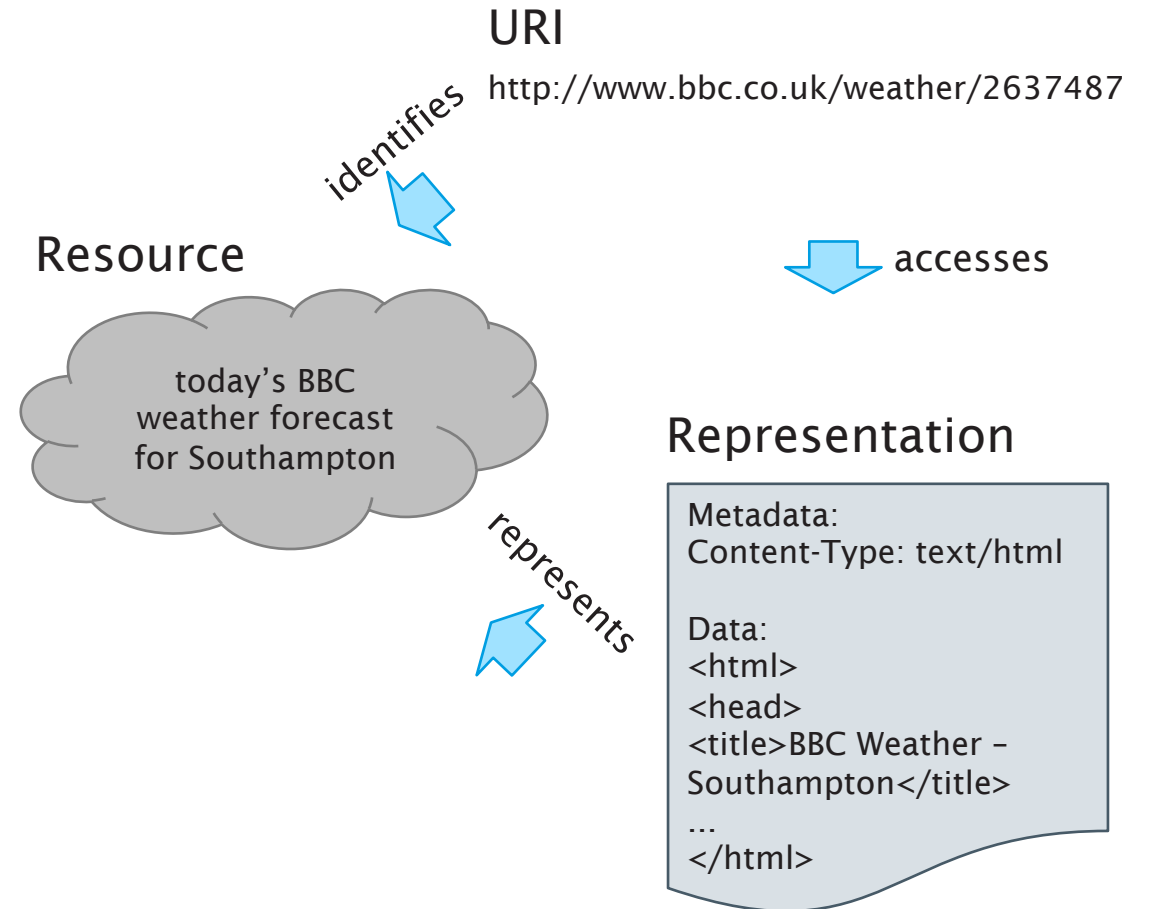 URI
http://www.bbc.co.uk/weather/2637487
identifies
Resource
accesses
today’s BBC
weather forecast
for Southampton
represents
Representation
Metadata:
Content-Type: text/html
Data:
<html>
<head>
<title>BBC Weather –
Southampton</title>
...
</html>